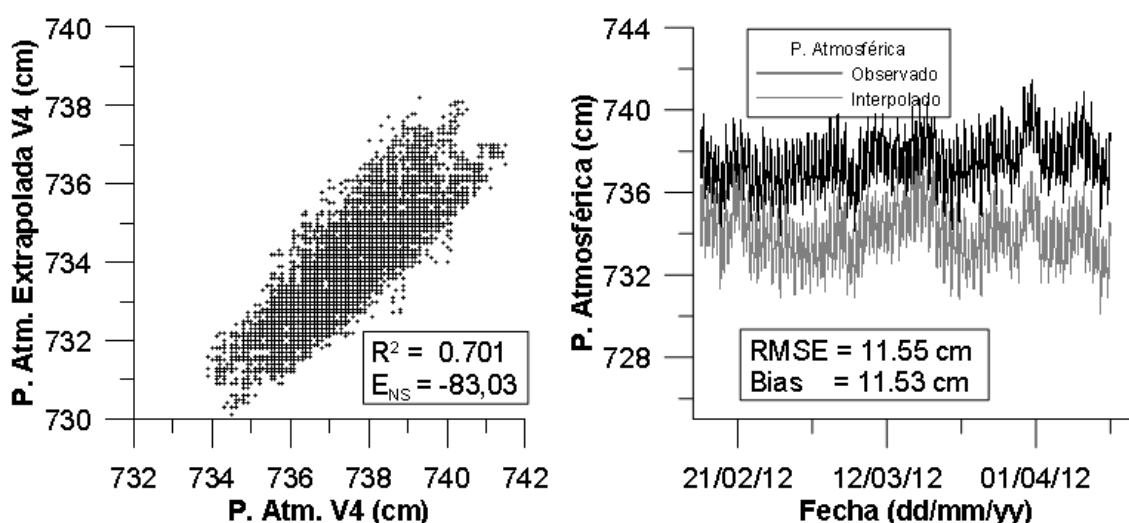 740
738
736
734
732
730
P. Atm. Extrapolada V4 (cm)
R² = 0.701
E_NS = -83,03
732 734 736 738 740 742
P. Atm. V4 (cm)
744
740
736
732
728
P. Atmosférica (cm)
P. Atmosférica
Observado
Interpolado
RMSE = 11.55 cm
Bias = 11.53 cm
21/02/12 12/03/12 01/04/12
Fecha (dd/mm/yy)